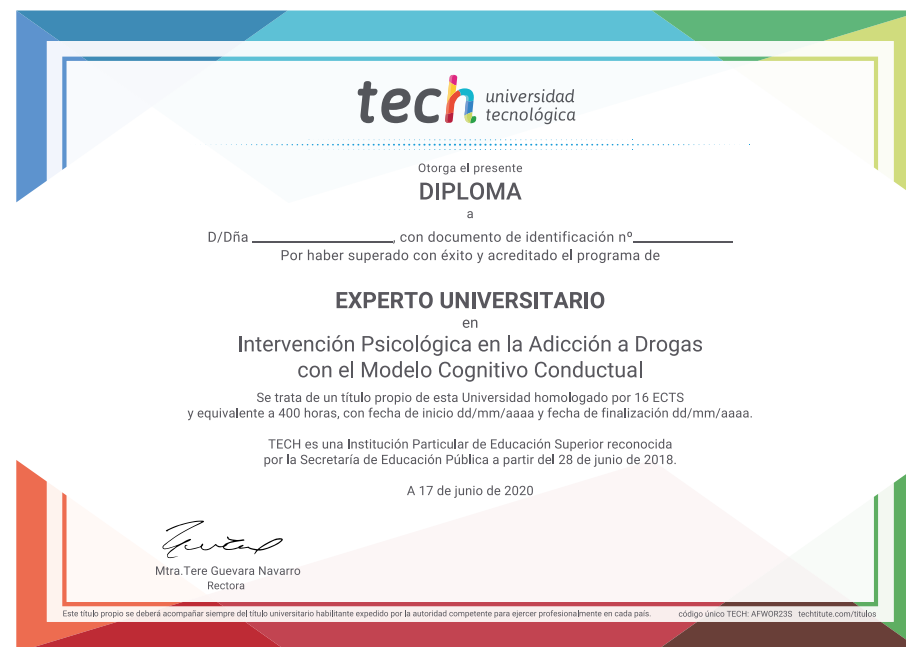 tech universidad
tecnológica
Otorga el presente
DIPLOMA
a
D/Dña ____________________, con documento de identificación nº______________
Por haber superado con éxito y acreditado el programa de
EXPERTO UNIVERSITARIO
en
Intervención Psicológica en la Adicción a Drogas
con el Modelo Cognitivo Conductual
Se trata de un título propio de esta Universidad homologado por 16 ECTS
y equivalente a 400 horas, con fecha de inicio dd/mm/aaaa y fecha de finalización dd/mm/aaaa.
TECH es una Institución Particular de Educación Superior reconocida
por la Secretaría de Educación Pública a partir del 28 de junio de 2018.
A 17 de junio de 2020
Mtra.Tere Guevara Navarro
Rectora
Este título propio se deberá acompañar siempre del título universitario habilitante expedido por la autoridad competente para ejercer profesionalmente en cada país. código único TECH: AFWOR23S techtitute.com/titulos